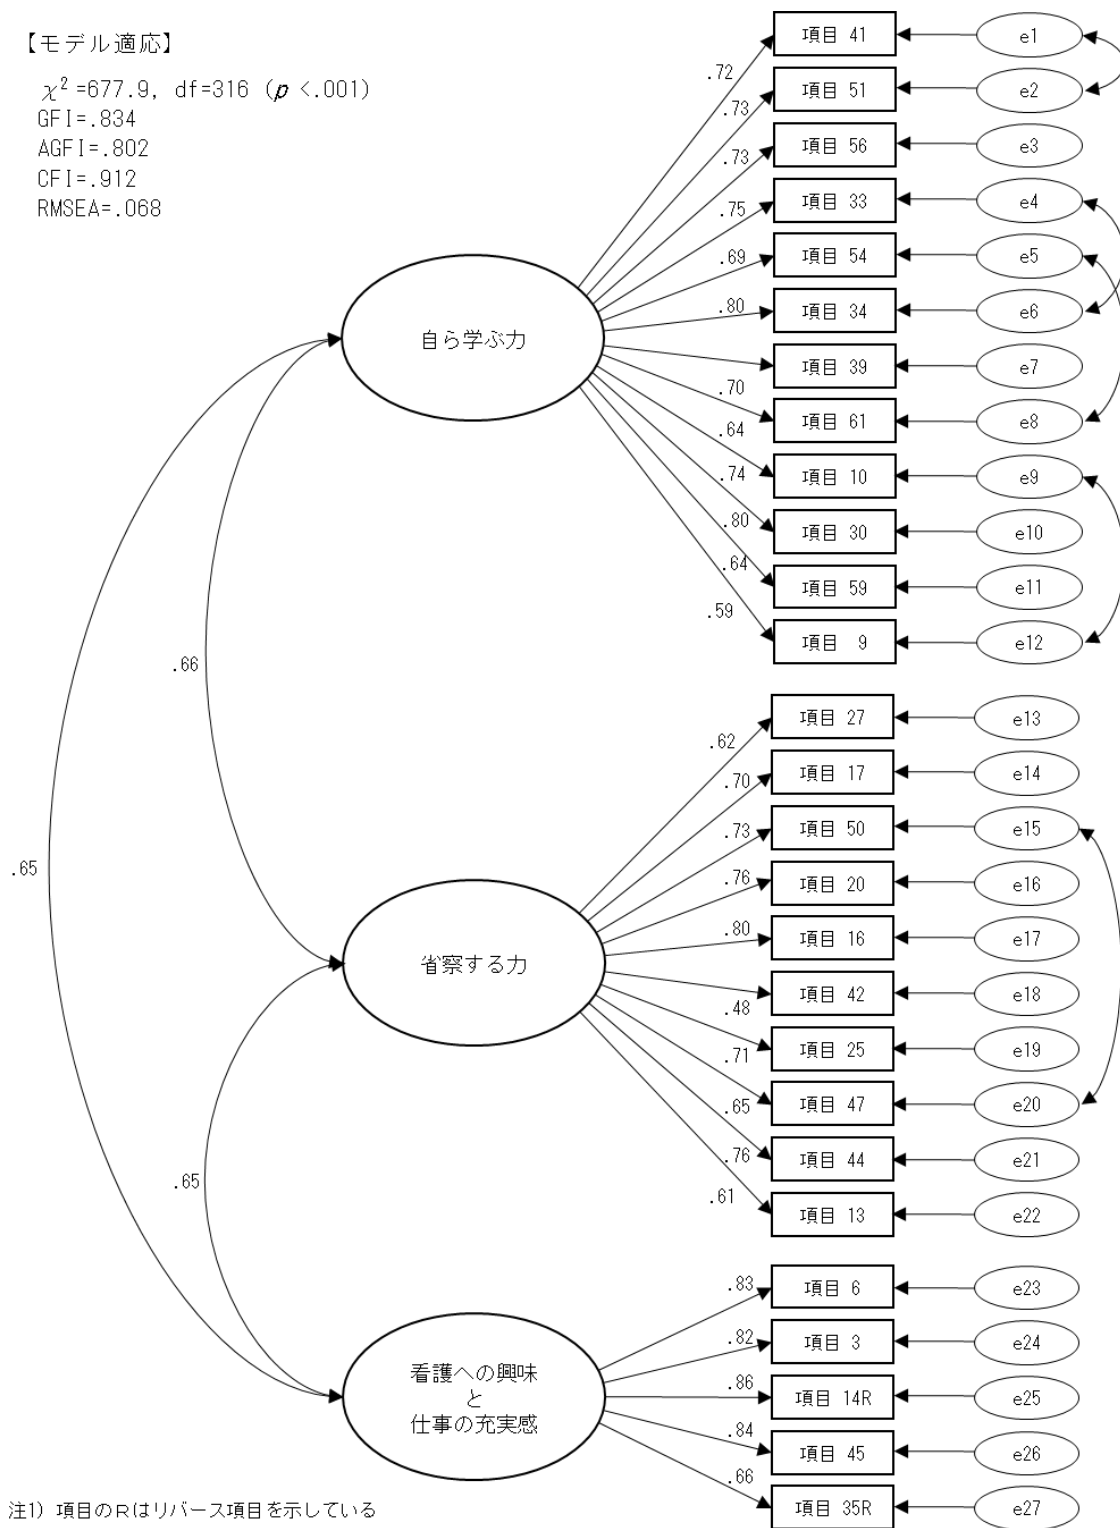 【モデル適応】
χ²=677.9, df=316 (p <.001)
GFI=.834
AGFI=.802
CFI=.912
RMSEA=.068
自ら学ぶ力
.72
項目 41
e1
.73
項目 51
e2
.73
項目 56
e3
.75
項目 33
e4
.69
項目 54
e5
.80
項目 34
e6
項目 39
e7
.70
項目 61
e8
.64
項目 10
e9
.74
項目 30
e10
.80
項目 59
e11
.64
項目 9
e12
.59
.66
.65
省察する力
.62
項目 27
e13
.70
項目 17
e14
.73
項目 50
e15
.76
項目 20
e16
.80
項目 16
e17
項目 42
e18
.48
項目 25
e19
.71
項目 47
e20
.65
項目 44
e21
.76
項目 13
e22
.61
.65
看護への興味
と
仕事の充実感
.83
項目 6
e23
.82
項目 3
e24
.86
項目 14R
e25
.84
項目 45
e26
.66
項目 35R
e27
注1) 項目のRはリバース項目を示している